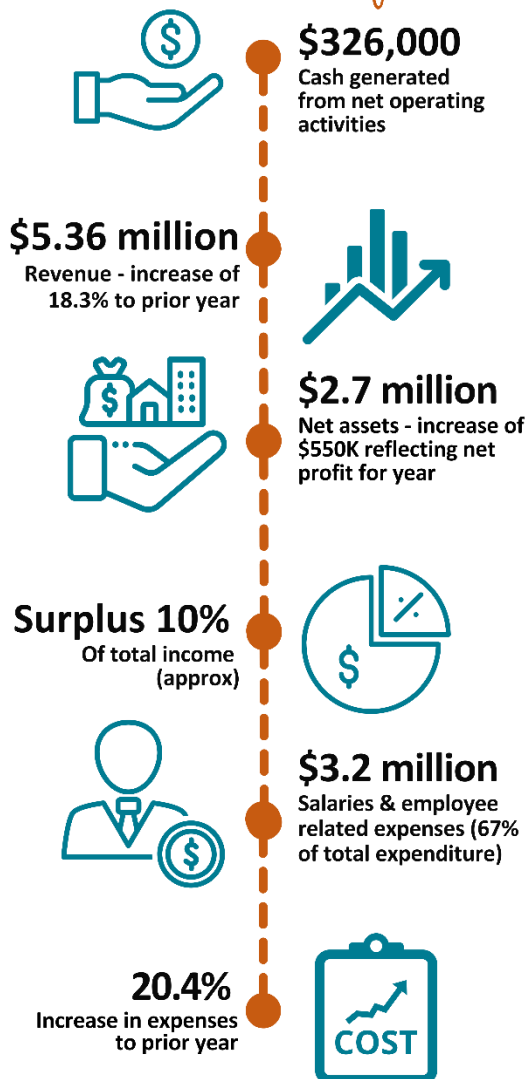 $
$326,000
Cash generated
from net operating
activities
$5.36 million
Revenue - increase of
18.3% to prior year
$
$2.7 million
Net assets - increase of
$550K reflecting net
profit for year
Surplus 10%
Of total income
(approx)
%
$
$3.2 million
Salaries & employee
related expenses (67%
of total expenditure)
$
20.4%
Increase in expenses
to prior year
COST